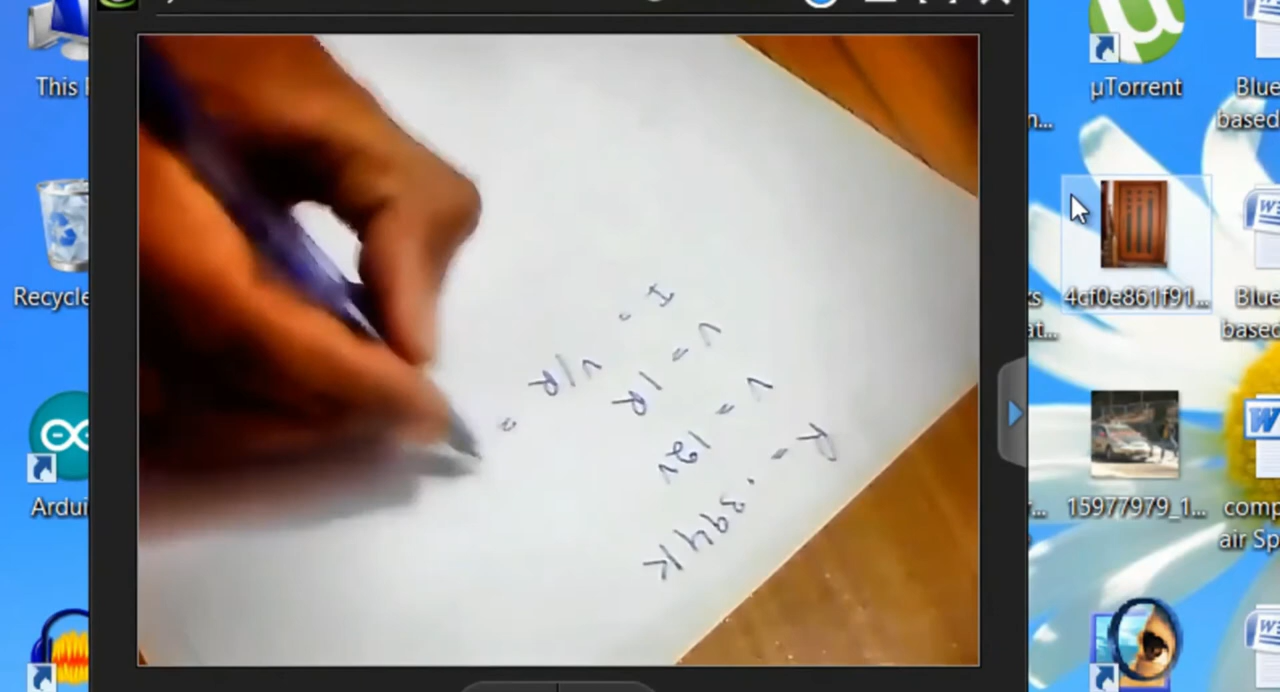 This
Recycle
Ardui
R = .394K
V = 12V
V = IR
I = V/R
=
µTorrent
4cf0e861f91...
15977979_1...
Blue
based
Blue
based
comp
air Sp